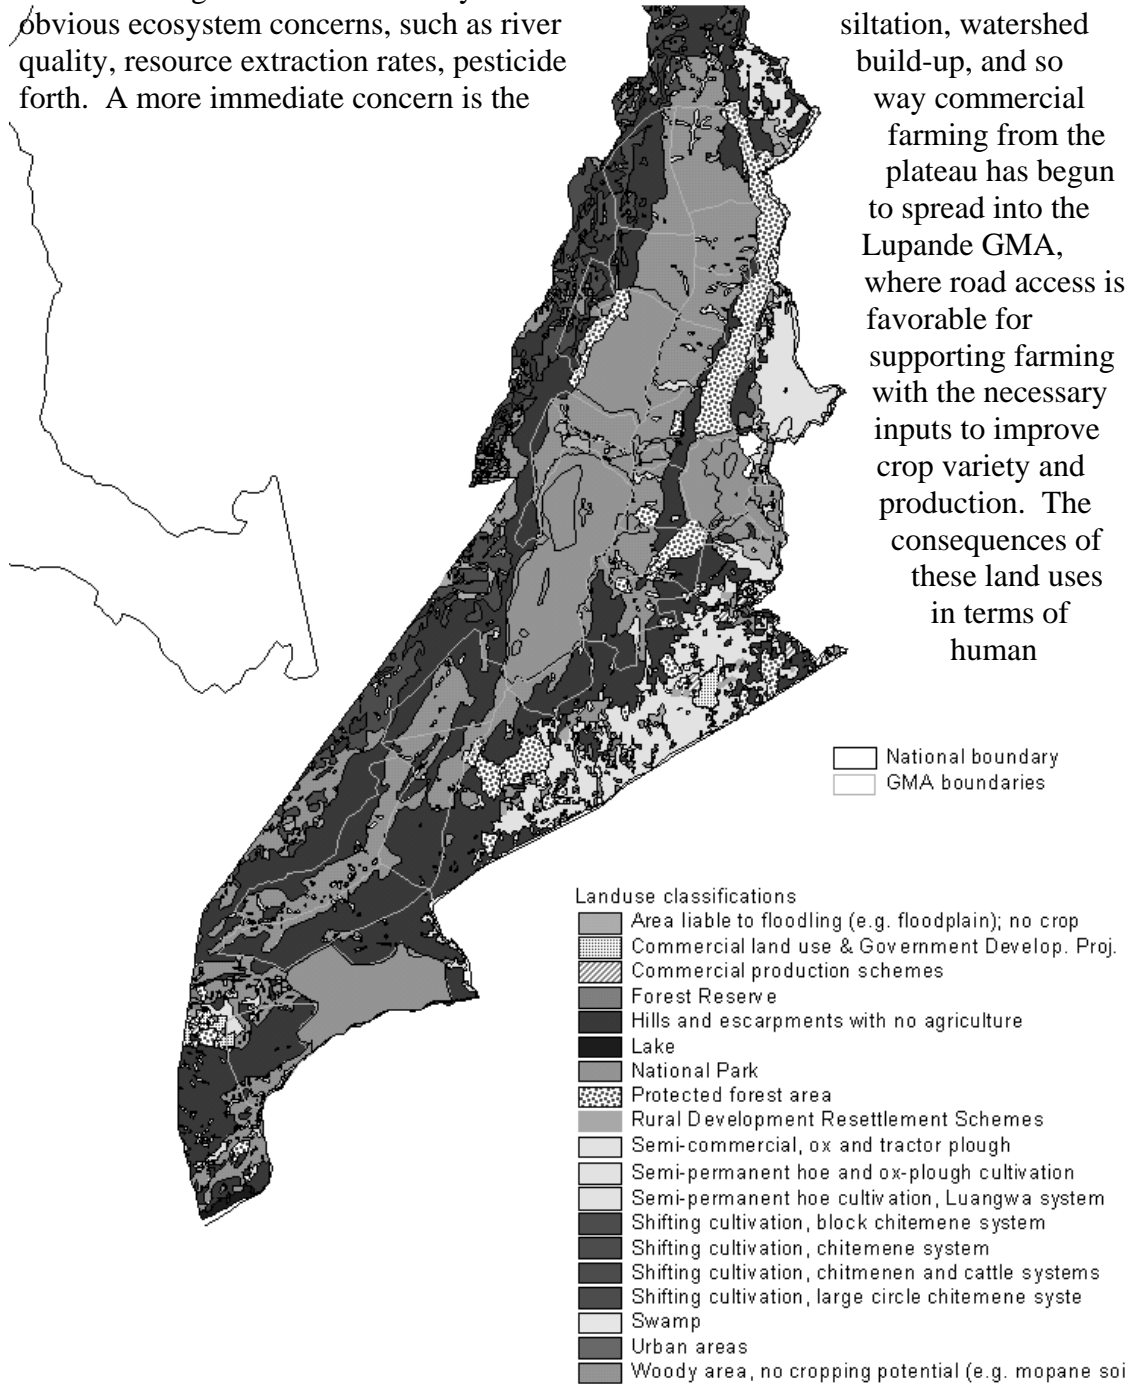 obvious ecosystem concerns, such as river siltation, watershed
quality, resource extraction rates, pesticide build-up, and so
forth.  A more immediate concern is the way commercial
farming from the
plateau has begun
to spread into the
Lupande GMA,
where road access is
favorable for
supporting farming
with the necessary
inputs to improve
crop variety and
production.  The
consequences of
these land uses
in terms of
human
National boundary
GMA boundaries
Landuse classifications
Area liable to floodling (e.g. floodplain); no crop
Commercial land use & Government Develop. Proj.
Commercial production schemes
Forest Reserve
Hills and escarpments with no agriculture
Lake
National Park
Protected forest area
Rural Development Resettlement Schemes
Semi-commercial, ox and tractor plough
Semi-permanent hoe and ox-plough cultivation
Semi-permanent hoe cultivation, Luangwa system
Shifting cultivation, block chitemene system
Shifting cultivation, chitemene system
Shifting cultivation, chitmenen and cattle systems
Shifting cultivation, large circle chitemene syste
Swamp
Urban areas
Woody area, no cropping potential (e.g. mopane soi